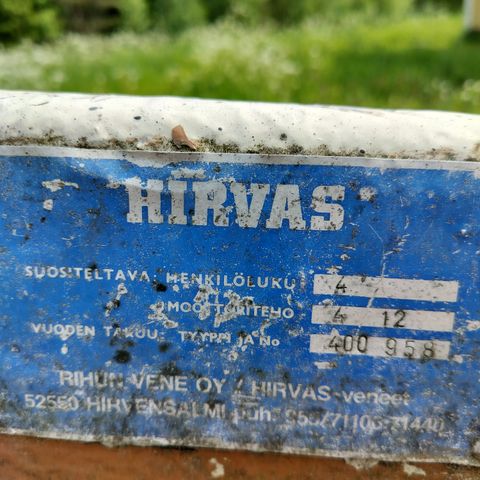 HIRVAS
SUOSITELTAVA HENKILÖLUKU 4
MOOTTORITEHO 4 12
VUODEN TAKUU, TYYPPI JA No 400 958
RIHUN VENE OY / HIRVAS-veneet
52550 HIRVENSALMI puh.